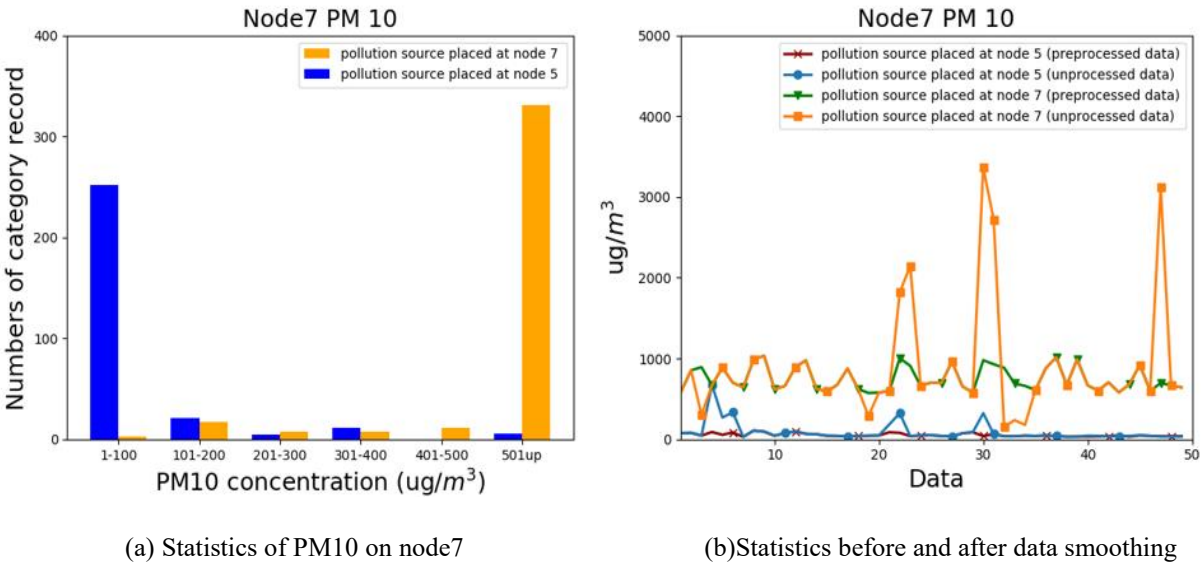 Node7 PM 10
400
300
200
100
0
Numbers of category record
pollution source placed at node 7
pollution source placed at node 5
1-100 101-200 201-300 301-400 401-500 501up
PM10 concentration (ug/m³)
(a) Statistics of PM10 on node7
Node7 PM 10
5000
4000
3000
2000
1000
0
ug/m³
pollution source placed at node 5 (preprocessed data)
pollution source placed at node 5 (unprocessed data)
pollution source placed at node 7 (preprocessed data)
pollution source placed at node 7 (unprocessed data)
10 20 30 40 50
Data
(b)Statistics before and after data smoothing